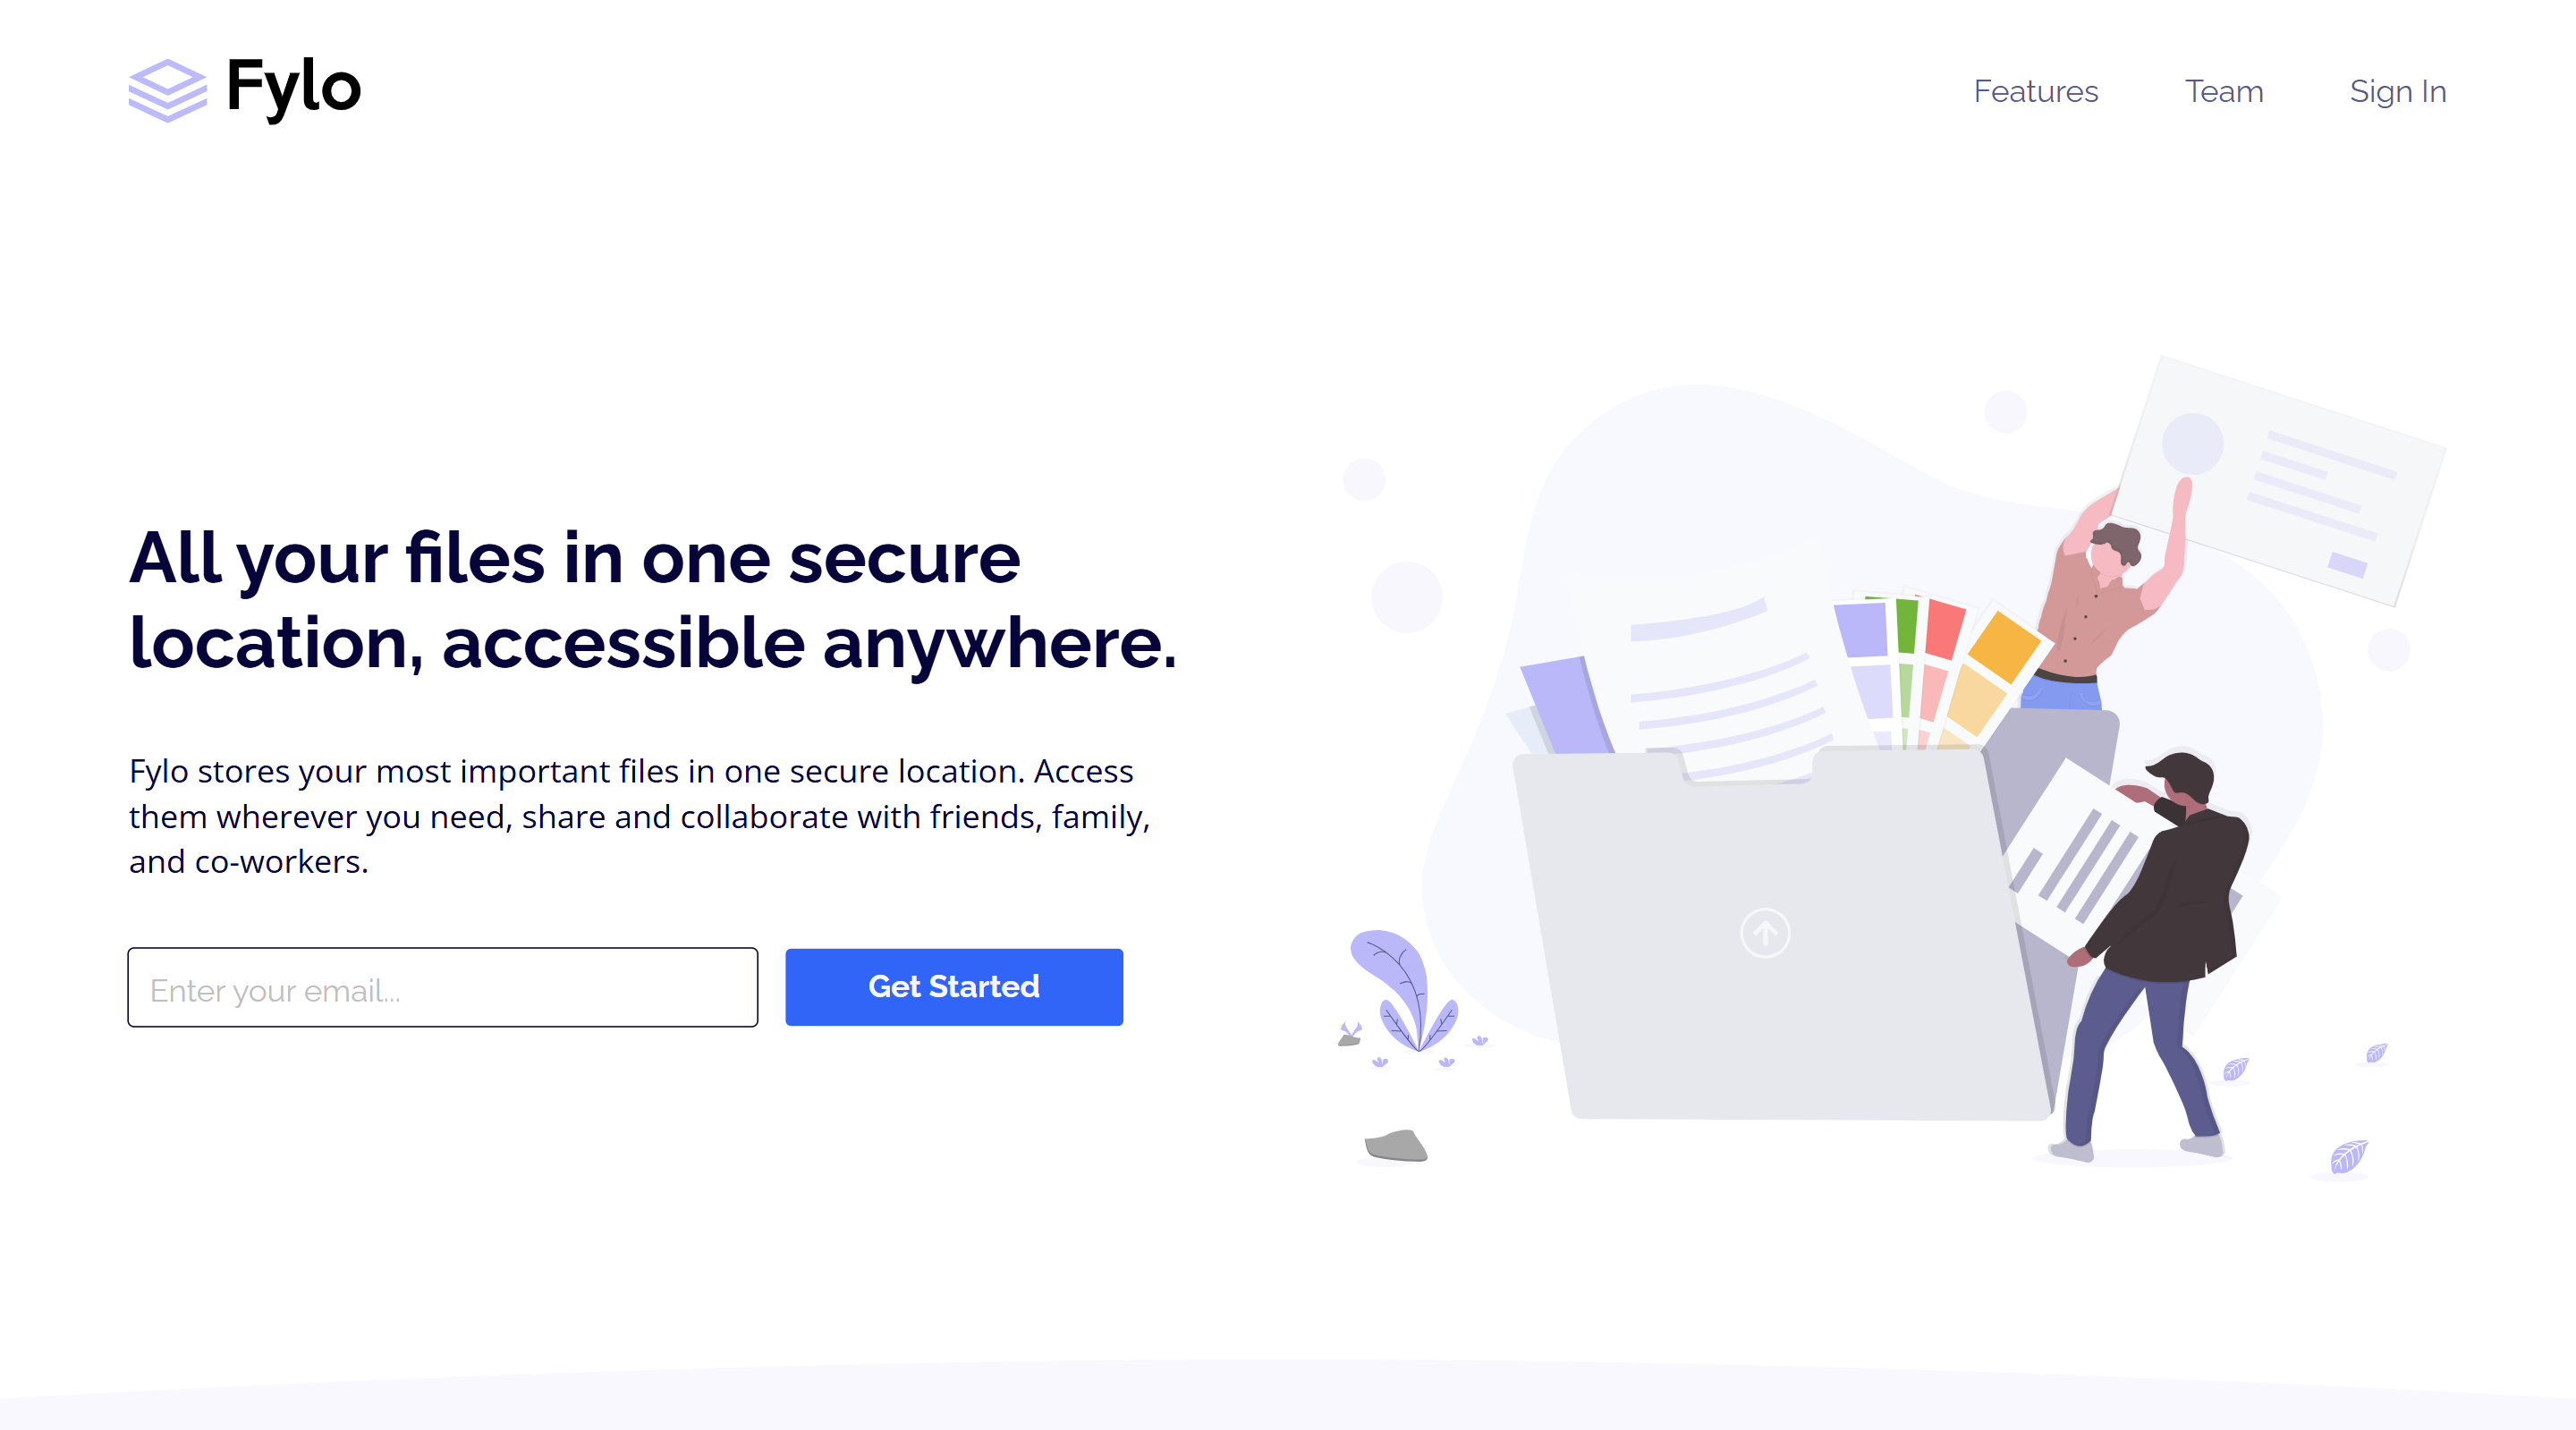 Fylo
Features
Team
Sign In
All your files in one secure
location, accessible anywhere.
Fylo stores your most important files in one secure location. Access
them wherever you need, share and collaborate with friends, family,
and co-workers.
Enter your email...
Get Started